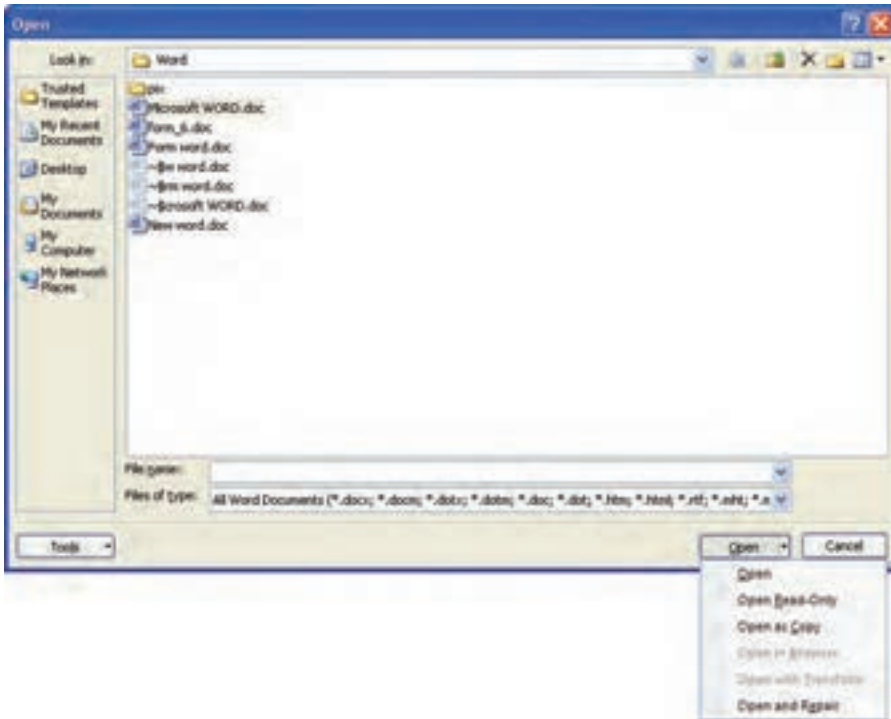 Open
Look in:
Word
Trusted
Templates
My Recent
Documents
Desktop
My
Documents
My
Computer
My Network
Places
pic
Microsoft WORD.doc
Form_6.doc
Form word.doc
~$w word.doc
~$rm word.doc
~$crosoft WORD.doc
New word.doc
File name:
Files of type:
All Word Documents (*.docx; *.docm; *.dotx; *.dotm; *.doc; *.dot; *.htm; *.html; *.rtf; *.mht; *.m
Tools
Open
Cancel
Open
Open Read-Only
Open as Copy
Open in Browser
Open with Transform
Open and Repair